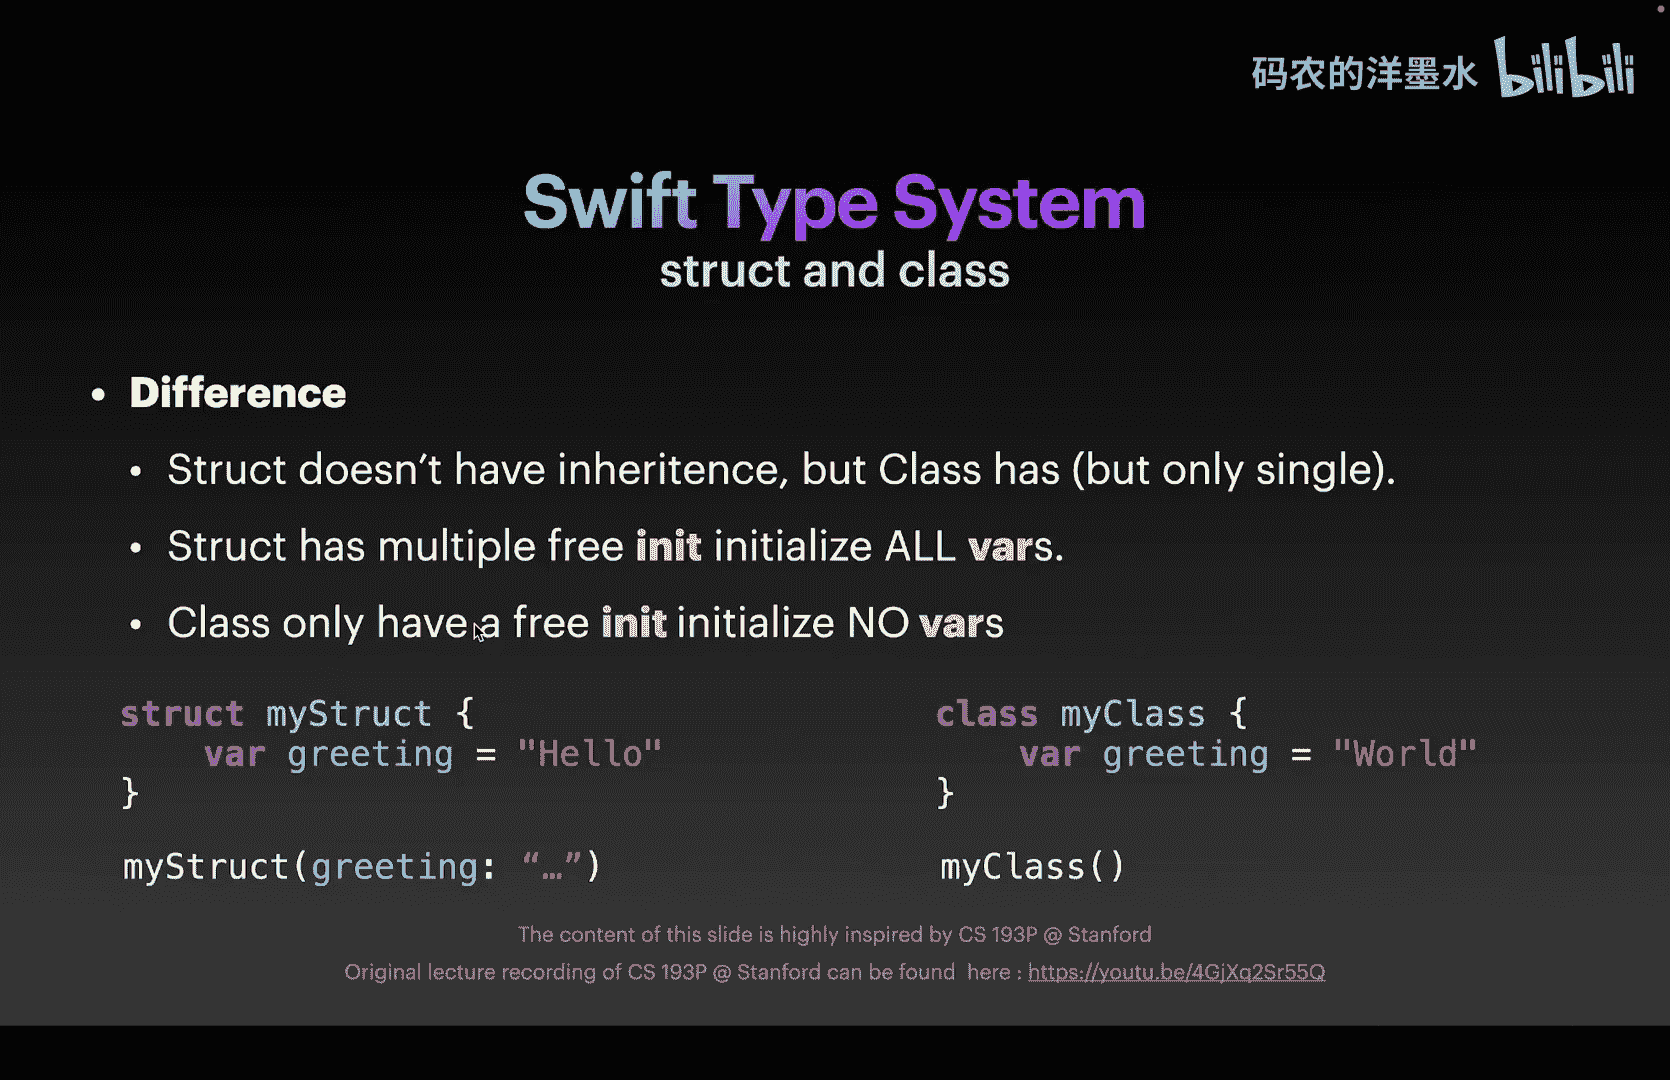 码农的洋墨水 bilibili
Swift Type System
struct and class
• Difference
• Struct doesn’t have inheritence, but Class has (but only single).
• Struct has multiple free init initialize ALL vars.
• Class only have a free init initialize NO vars
struct myStruct {
    var greeting = "Hello"
}
myStruct(greeting: “…”)
class myClass {
    var greeting = "World"
}
myClass()
The content of this slide is highly inspired by CS 193P @ Stanford
Original lecture recording of CS 193P @ Stanford can be found  here : https://youtu.be/4GjXq2Sr55Q